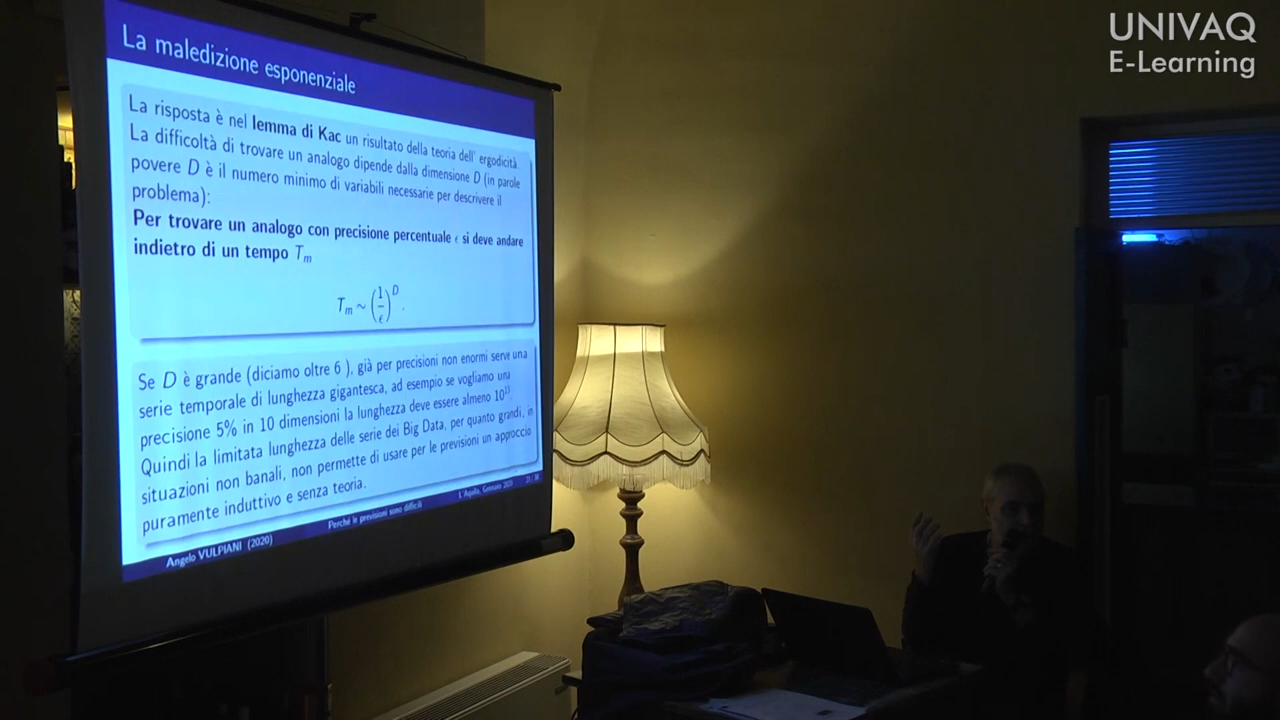 UNIVAQ
E-Learning
La maledizione esponenziale
La risposta è nel lemma di Kac un risultato della teoria dell' ergodicità.
La difficoltà di trovare un analogo dipende dalla dimensione D (in parole
povere D è il numero minimo di variabili necessarie per descrivere il
problema):
Per trovare un analogo con precisione percentuale ϵ si deve andare
indietro di un tempo Tₘ
Tₘ ∼ (1/ϵ)ᴰ.
Se D è grande (diciamo oltre 6 ), già per precisioni non enormi serve una
serie temporale di lunghezza gigantesca, ad esempio se vogliamo una
precisione 5% in 10 dimensioni la lunghezza deve essere almeno 10¹³.
Quindi la limitata lunghezza delle serie dei Big Data, per quanto grandi, in
situazioni non banali, non permette di usare per le previsioni un approccio
puramente induttivo e senza teoria.
Angelo VULPIANI (2020) Perché le previsioni sono difficili L'Aquila, Gennaio 2020